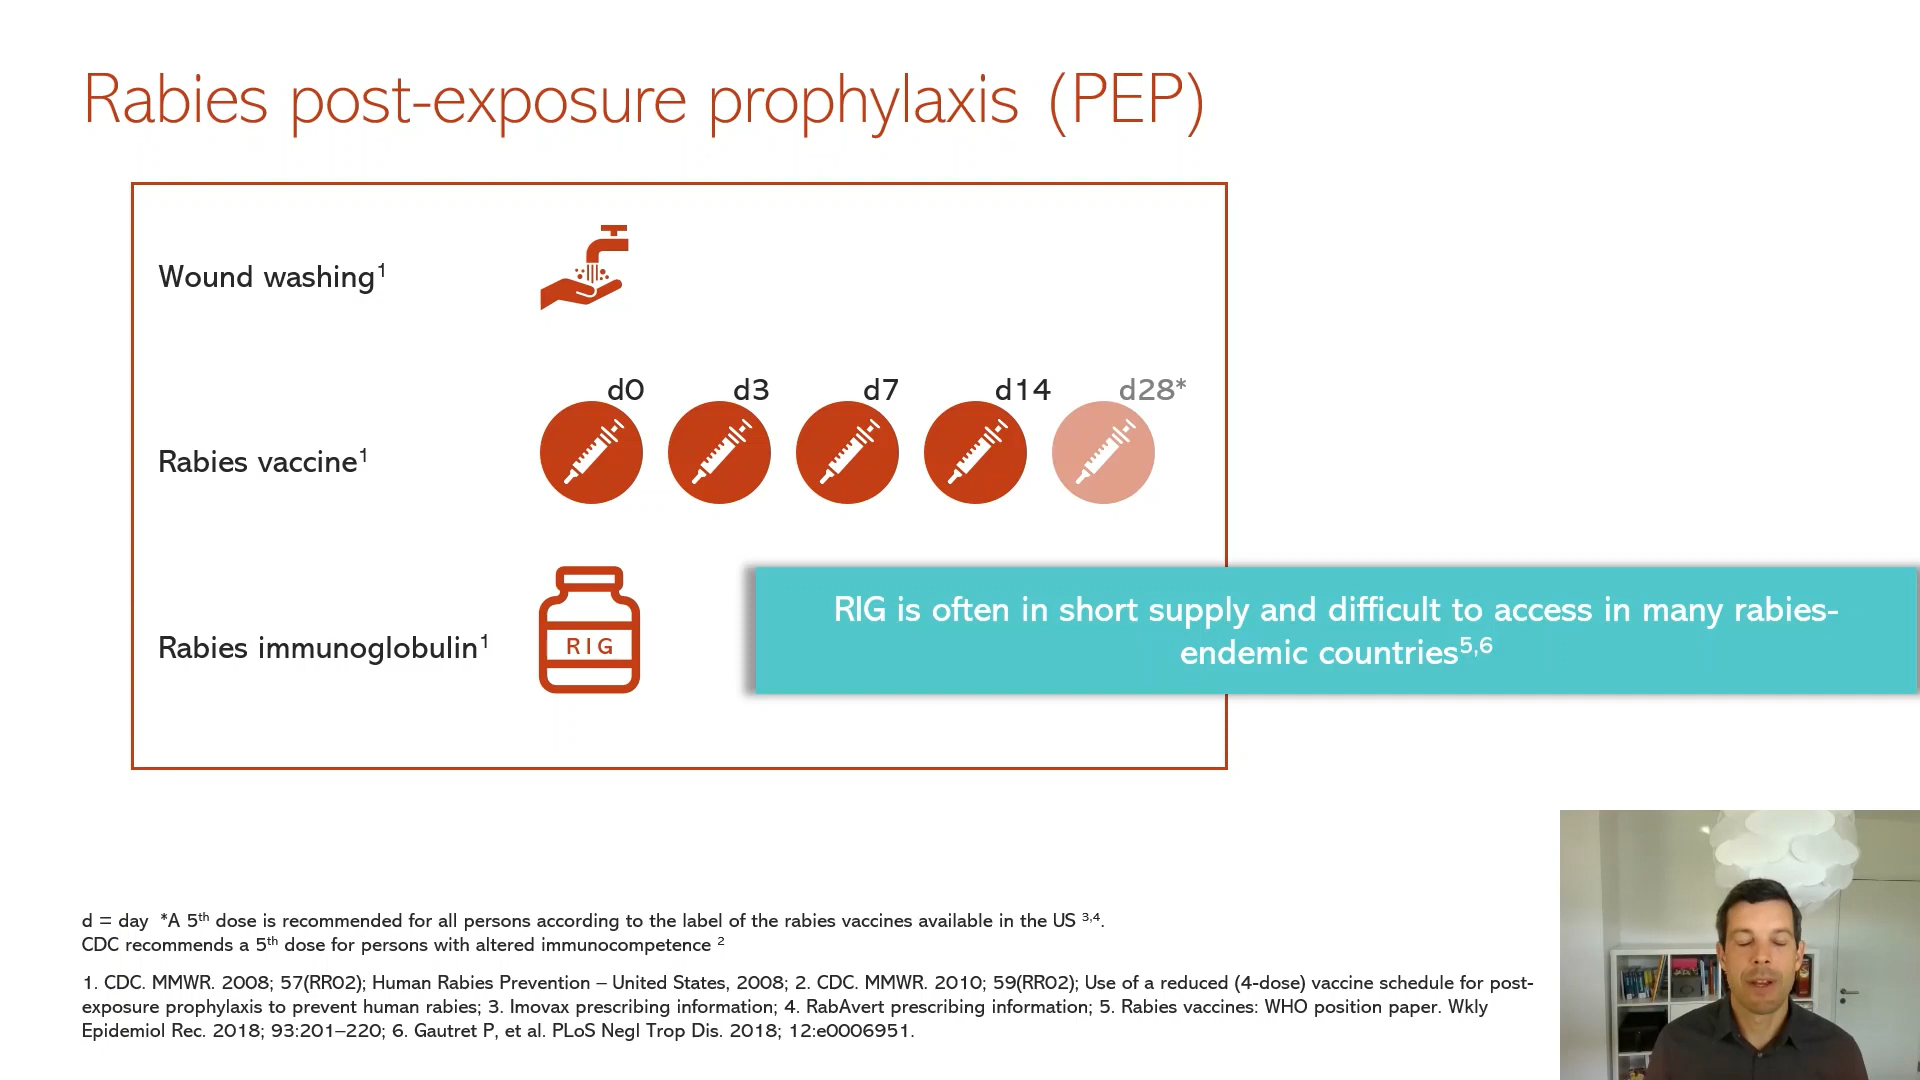 Rabies post-exposure prophylaxis (PEP)
Wound washing¹
d0 d3 d7 d14 d28*
Rabies vaccine¹
Rabies immunoglobulin¹
RIG
RIG is often in short supply and difficult to access in many rabies-
endemic countries⁵,⁶
d = day *A 5th dose is recommended for all persons according to the label of the rabies vaccines available in the US ³,⁴.
CDC recommends a 5th dose for persons with altered immunocompetence ²
1. CDC. MMWR. 2008; 57(RR02); Human Rabies Prevention – United States, 2008; 2. CDC. MMWR. 2010; 59(RR02); Use of a reduced (4-dose) vaccine schedule for post-
exposure prophylaxis to prevent human rabies; 3. Imovax prescribing information; 4. RabAvert prescribing information; 5. Rabies vaccines: WHO position paper. Wkly
Epidemiol Rec. 2018; 93:201–220; 6. Gautret P, et al. PLoS Negl Trop Dis. 2018; 12:e0006951.